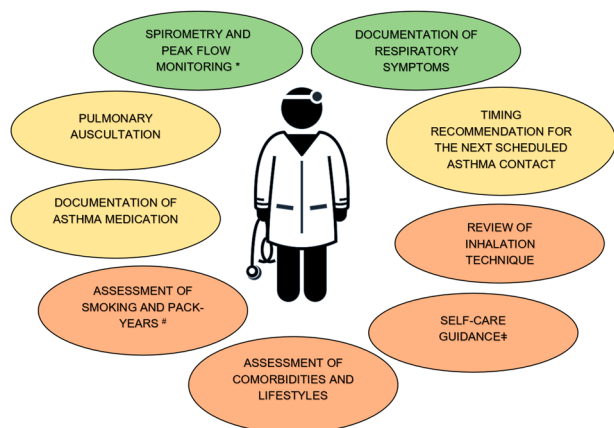 SPIROMETRY AND
PEAK FLOW
MONITORING *
DOCUMENTATION OF
RESPIRATORY
SYMPTOMS
PULMONARY
AUSCULTATION
TIMING
RECOMMENDATION FOR
THE NEXT SCHEDULED
ASTHMA CONTACT
DOCUMENTATION OF
ASTHMA MEDICATION
REVIEW OF
INHALATION
TECHNIQUE
ASSESSMENT OF
SMOKING AND PACK-
YEARS #
SELF-CARE
GUIDANCE‡
ASSESSMENT OF
COMORBIDITIES AND
LIFESTYLES